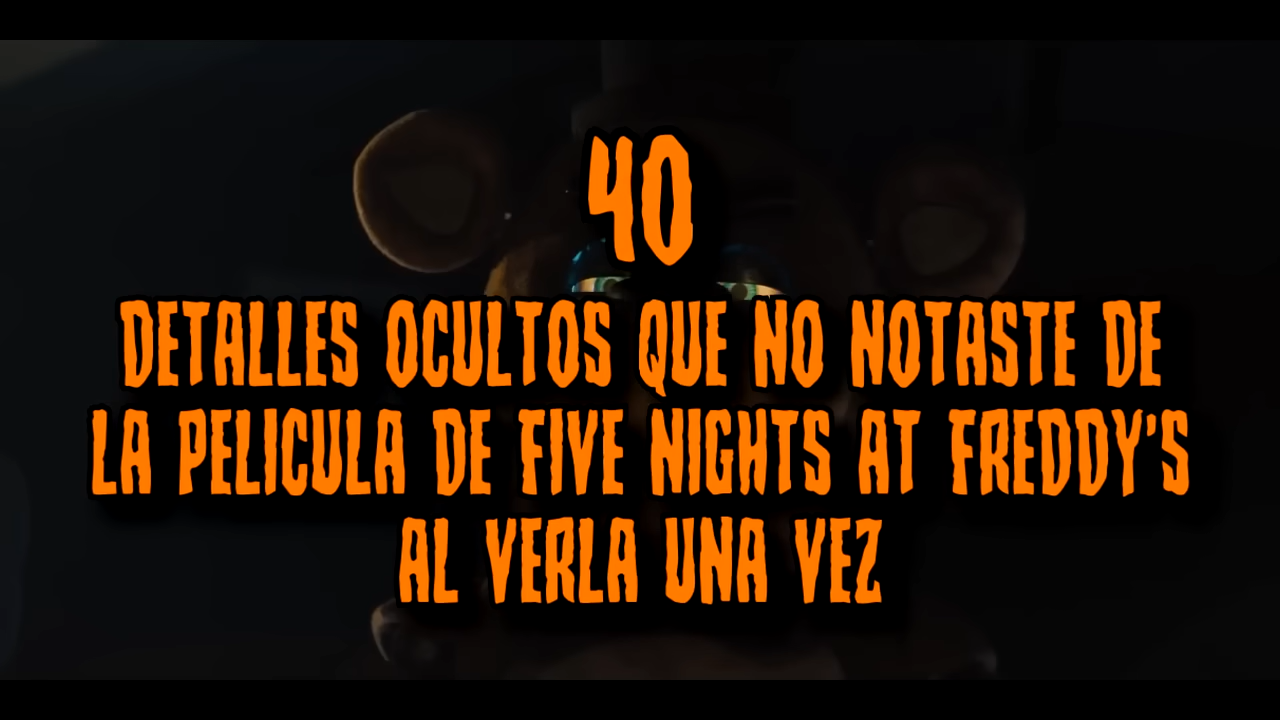 40
DETALLES OCULTOS QUE NO NOTASTE DE
LA PELICULA DE FIVE NIGHTS AT FREDDY'S
AL VERLA UNA VEZ